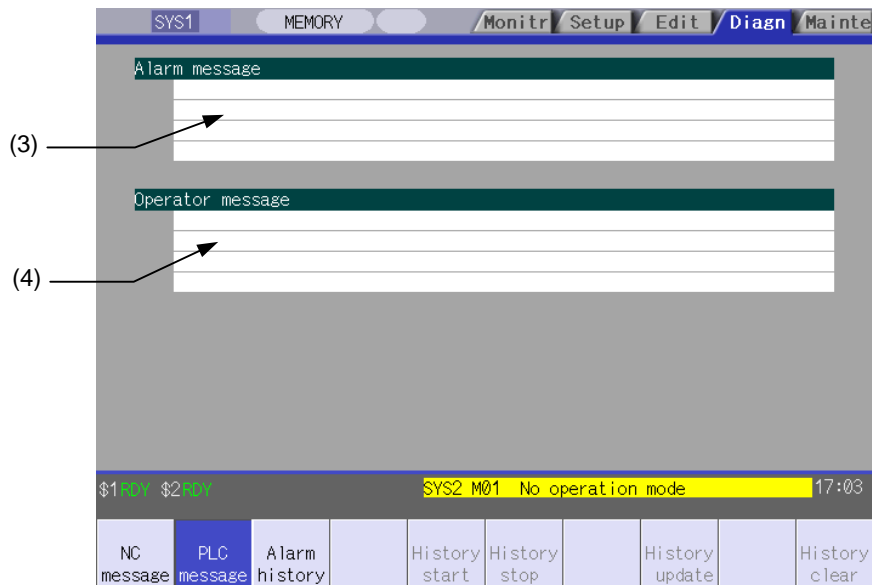 SYS1 MEMORY Monitr Setup Edit Diagn Mainte
Alarm message
(3)
Operator message
(4)
$1RDY $2RDY SYS2 M01 No operation mode 17:03
NC message PLC message Alarm history History start History stop History update History clear